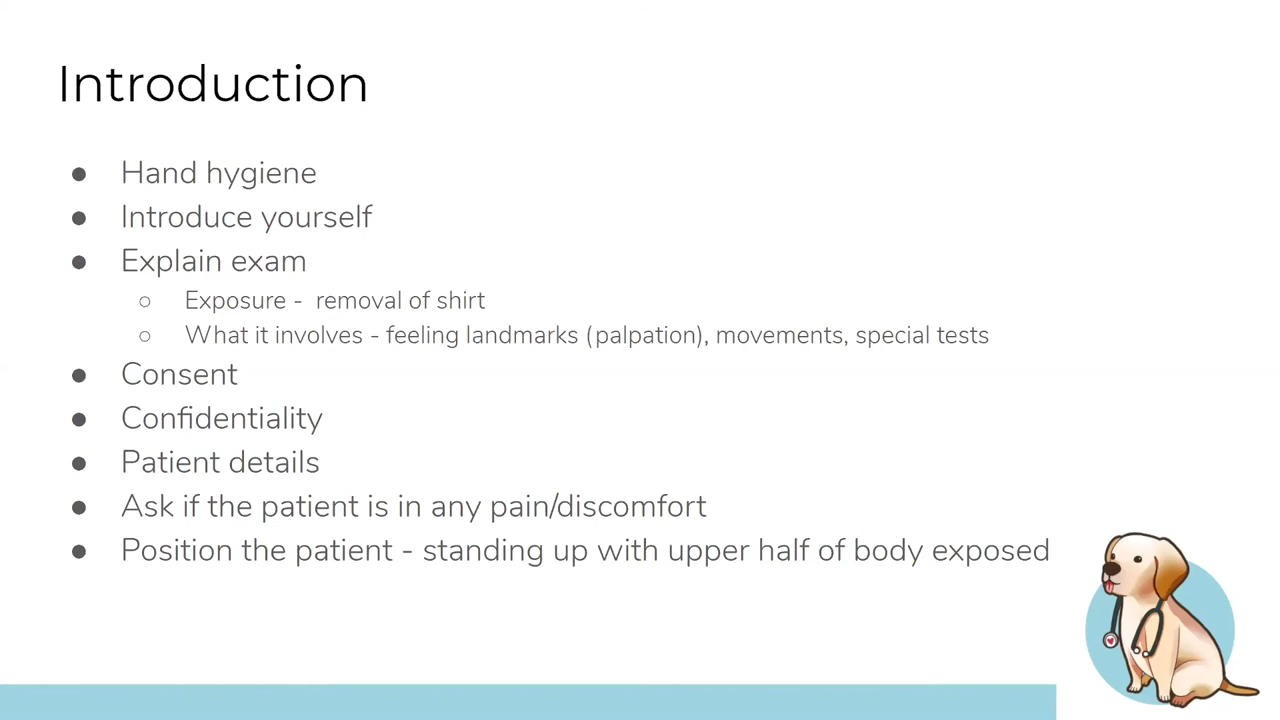 Introduction
● Hand hygiene
● Introduce yourself
● Explain exam
○ Exposure -  removal of shirt
○ What it involves - feeling landmarks (palpation), movements, special tests
● Consent
● Confidentiality
● Patient details
● Ask if the patient is in any pain/discomfort
● Position the patient - standing up with upper half of body exposed